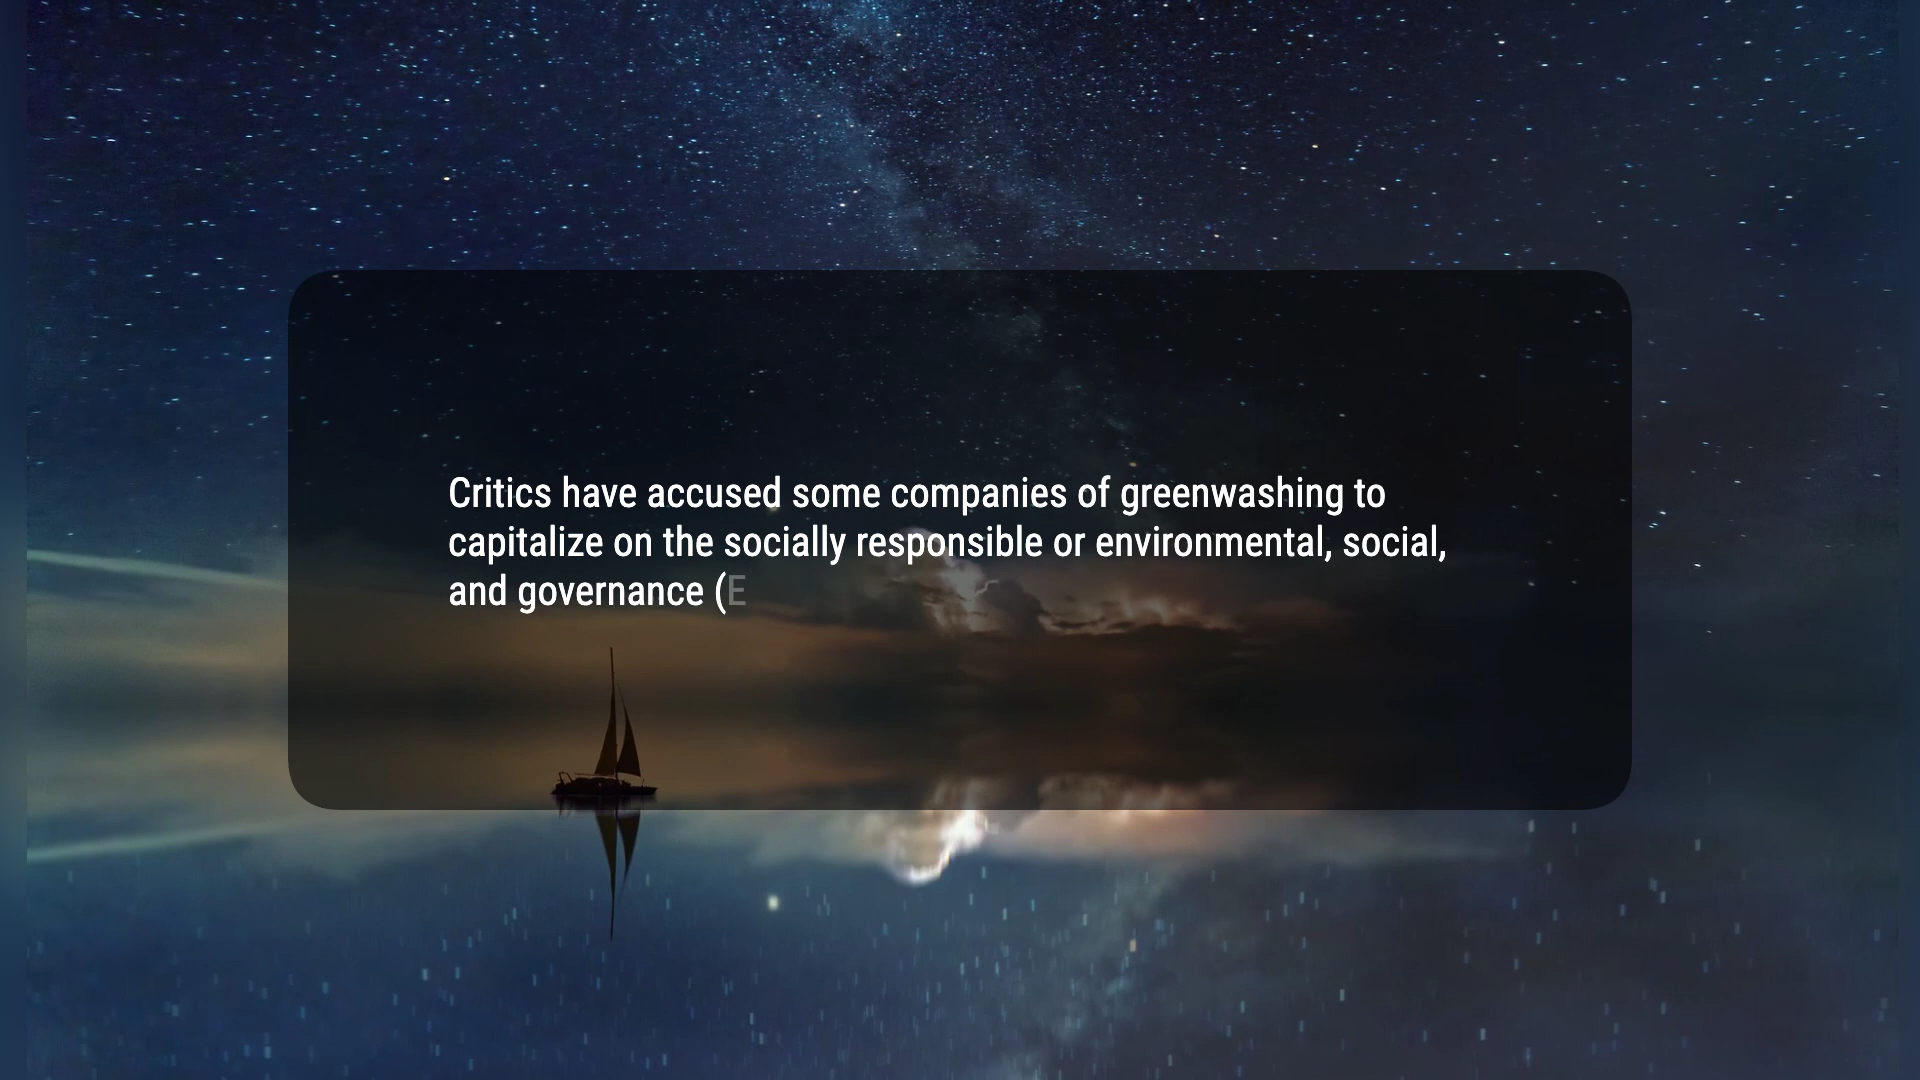 Critics have accused some companies of greenwashing to
capitalize on the socially responsible or environmental, social,
and governance (E